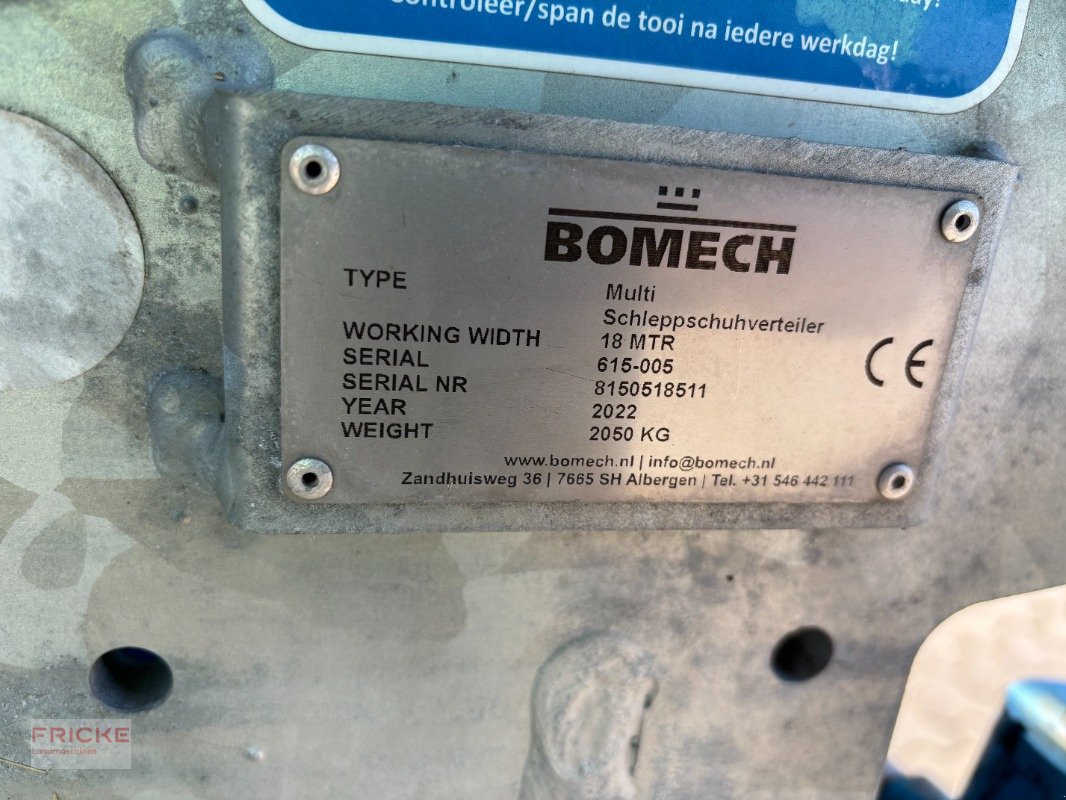 Controleer/span de tooi na iedere werkdag!
BOMECH
TYPE Multi
Schleppschuhverteiler
WORKING WIDTH 18 MTR
SERIAL 615-005
SERIAL NR 8150518511
YEAR 2022
WEIGHT 2050 KG
CE
www.bomech.nl | info@bomech.nl
Zandhuisweg 36 | 7665 SH Albergen | Tel. +31 546 442 111
FRICKE
Landmaschinen